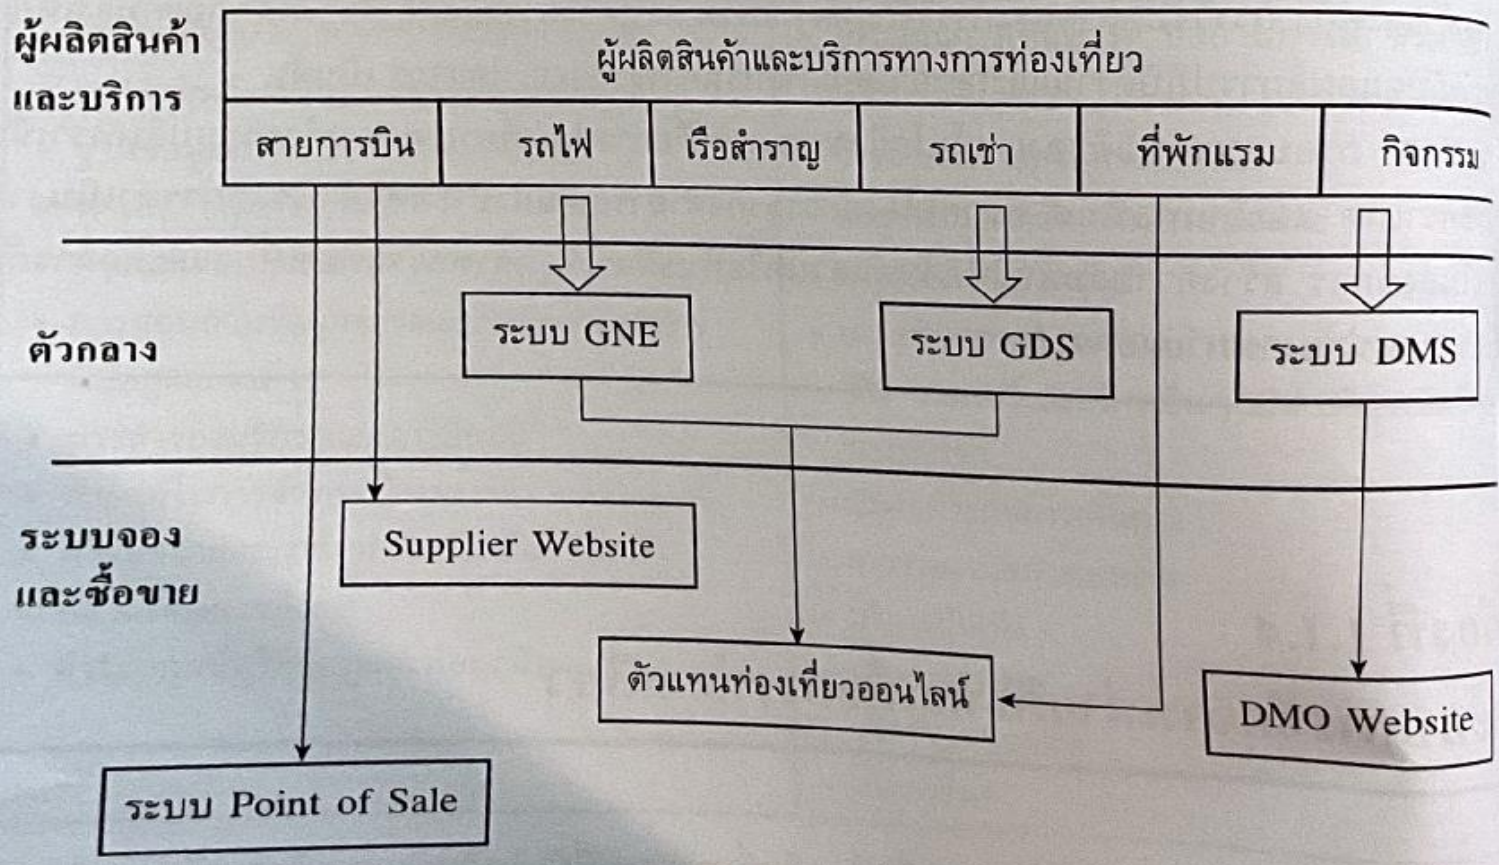 ผู้ผลิตสินค้า
และบริการ
ผู้ผลิตสินค้าและบริการทางการท่องเที่ยว
สายการบิน รถไฟ เรือสำราญ รถเช่า ที่พักแรม กิจกรรม
ตัวกลาง
ระบบ GNE ระบบ GDS ระบบ DMS
ระบบจอง
และซื้อขาย
Supplier Website
ตัวแทนท่องเที่ยวออนไลน์
DMO Website
ระบบ Point of Sale